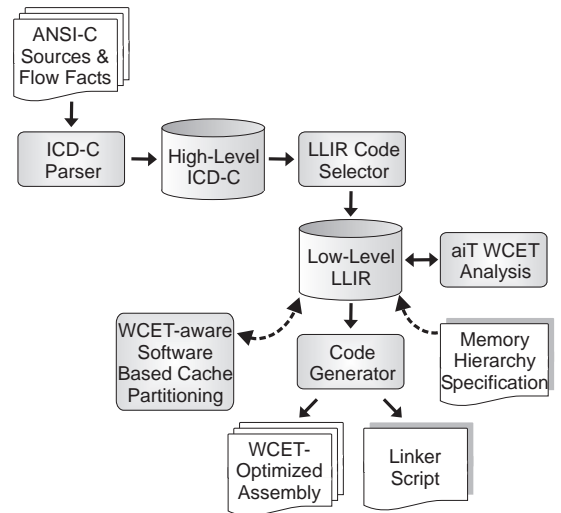 ANSI-C
Sources &
Flow Facts
ICD-C
Parser
High-Level
ICD-C
LLIR Code
Selector
Low-Level
LLIR
aiT WCET
Analysis
WCET-aware
Software
Based Cache
Partitioning
Code
Generator
Memory
Hierarchy
Specification
WCET-
Optimized
Assembly
Linker
Script